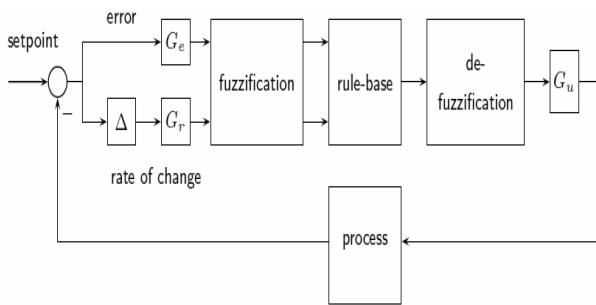 setpoint
error
G_e
fuzzification
rule-base
de-
fuzzification
G_u
−
Δ
G_r
rate of change
process